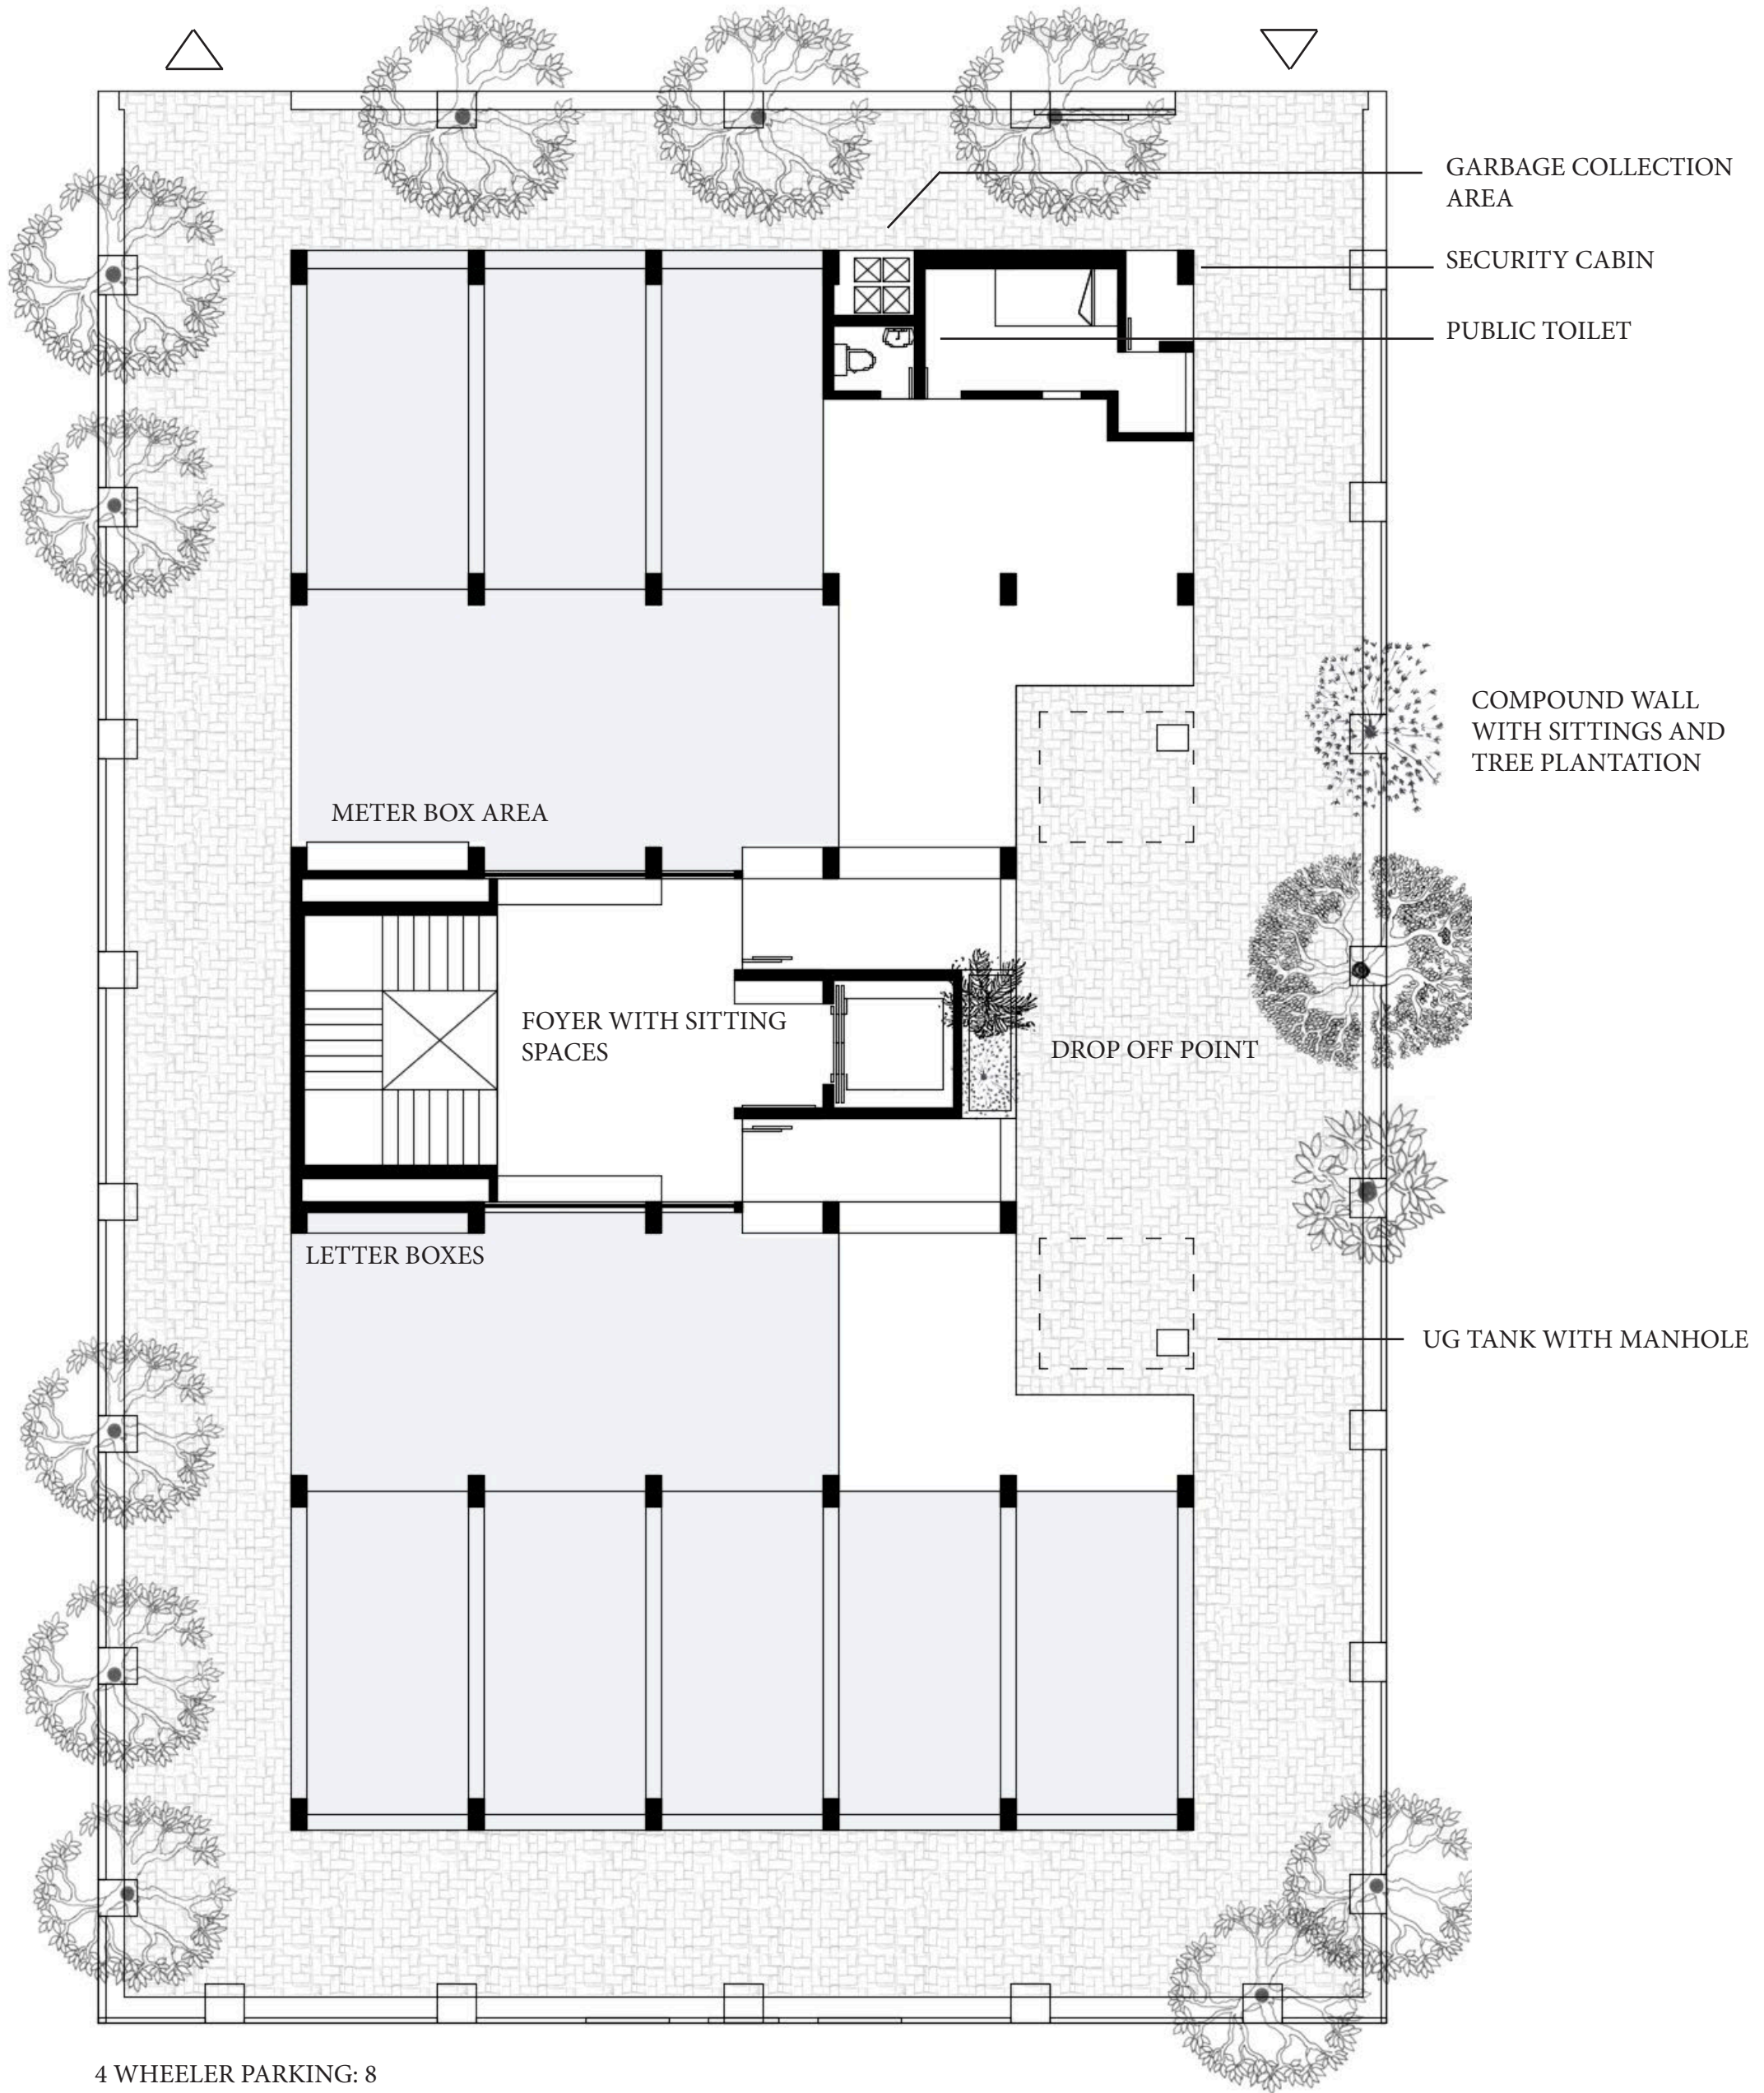 GARBAGE COLLECTION
AREA
SECURITY CABIN
PUBLIC TOILET
COMPOUND WALL
WITH SITTINGS AND
TREE PLANTATION
METER BOX AREA
FOYER WITH SITTING
SPACES
DROP OFF POINT
LETTER BOXES
UG TANK WITH MANHOLE
4 WHEELER PARKING: 8